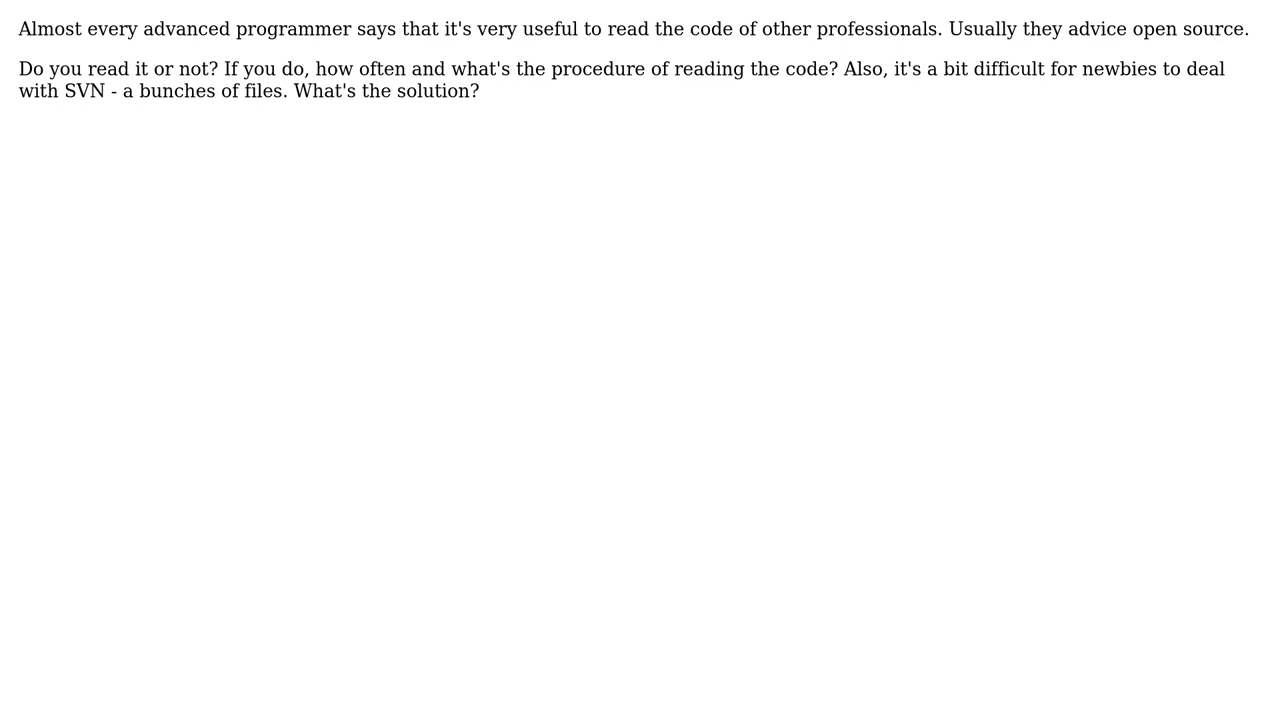 Almost every advanced programmer says that it's very useful to read the code of other professionals. Usually they advice open source.
Do you read it or not? If you do, how often and what's the procedure of reading the code? Also, it's a bit difficult for newbies to deal
with SVN - a bunches of files. What's the solution?